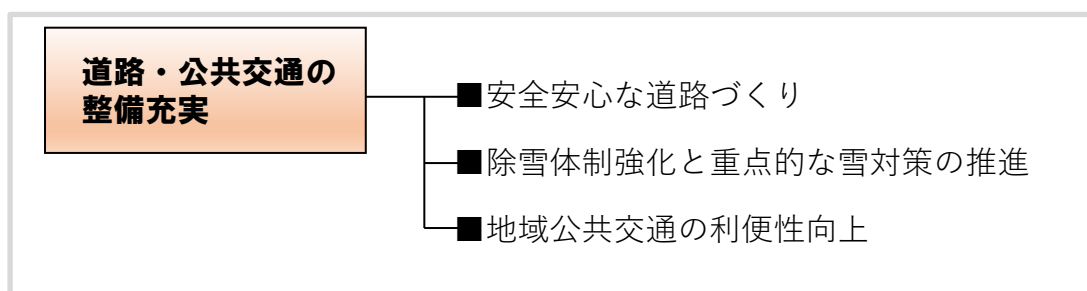 道路・公共交通の
整備充実
■安全安心な道路づくり
■除雪体制強化と重点的な雪対策の推進
■地域公共交通の利便性向上